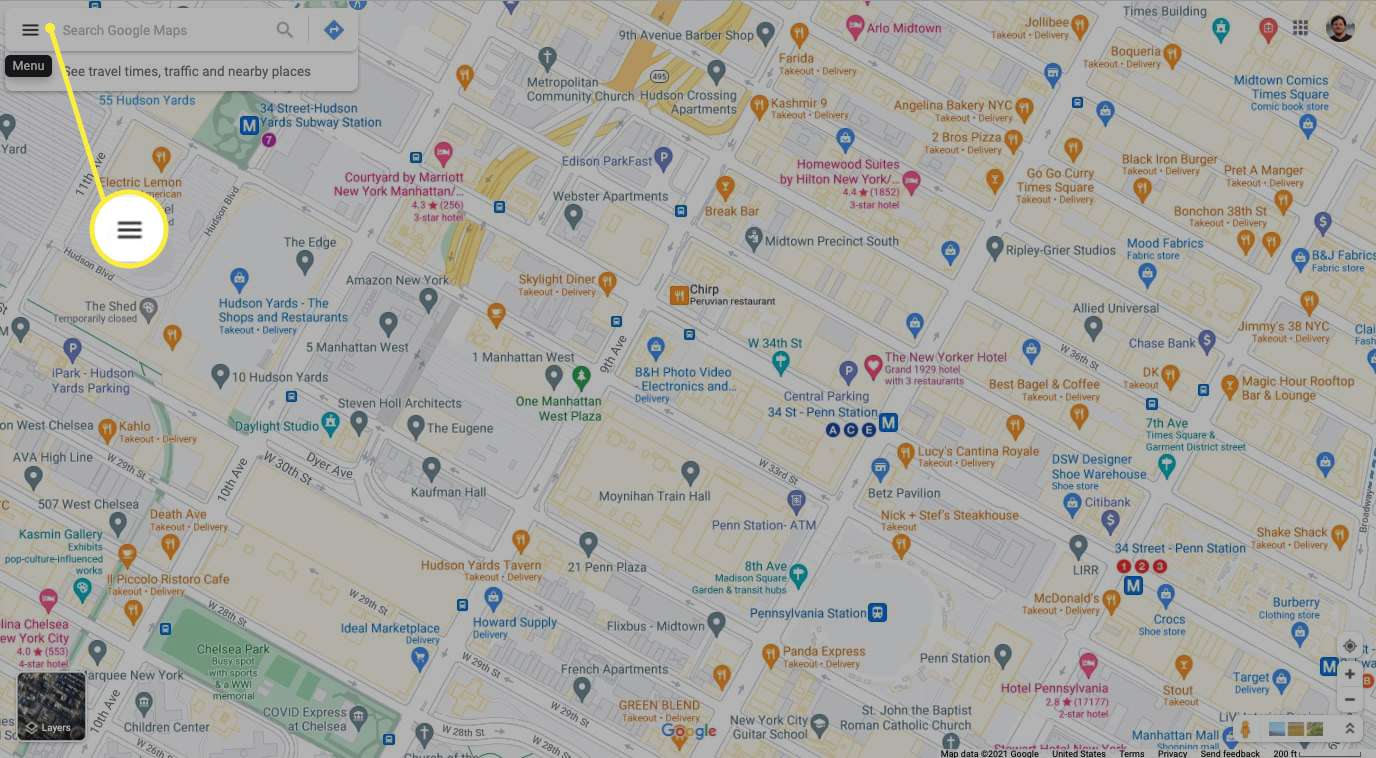 Search Google Maps
Menu
See travel times, traffic and nearby places
Times Building
Jollibee
Takeout • Delivery
Arlo Midtown
9th Avenue Barber Shop
Farida
Takeout • Delivery
Boqueria
Takeout • Delivery
495
Metropolitan
Community Church
Hudson Crossing
Apartments
Midtown Comics
Times Square
Comic book store
55 Hudson Yards
34 Street-Hudson
Yards Subway Station
M
7
Kashmir 9
Takeout • Delivery
Angelina Bakery NYC
Takeout • Delivery
2 Bros Pizza
Takeout • Delivery
Yard
11th Ave
Edison ParkFast
P
Homewood Suites
by Hilton New York/...
4.4 ★ (1852)
3-star hotel
Black Iron Burger
Takeout • Delivery
Pret A Manger
Takeout • Delivery
Go Go Curry
Times Square
Takeout • Delivery
Electric Lemon
American
Courtyard by Marriott
New York Manhattan/...
4.3 ★ (256)
3-star hotel
Webster Apartments
Break Bar
Bonchon 38th St
Takeout • Delivery
Hudson Blvd
Hudson Blvd
The Edge
Midtown Precinct South
Ripley-Grier Studios
Mood Fabrics
Fabric store
B&J Fabrics
Fabric store
Amazon New York
Skylight Diner
Takeout • Delivery
Chirp
Peruvian restaurant
The Shed
Temporarily closed
Hudson Yards - The
Shops and Restaurants
Takeout • Delivery
Allied Universal
Jimmy's 38 NYC
Takeout • Delivery
5 Manhattan West
1 Manhattan West
9th Ave
W 34th St
W 36th St
Chase Bank
P
iPark - Hudson
Yards Parking
10 Hudson Yards
B&H Photo Video
- Electronics and...
Delivery
P
Central Parking
The New Yorker Hotel
Grand 1929 hotel
with 3 restaurants
Best Bagel & Coffee
Takeout • Delivery
DK
Takeout
Magic Hour Rooftop
Bar & Lounge
Steven Holl Architects
One Manhattan
West Plaza
34 St - Penn Station
A C E
M
on West Chelsea
Kahlo
Takeout • Delivery
Daylight Studio
The Eugene
7th Ave
Times Square &
Garment District street
AVA High Line
W 29th St
10th Ave
W 30th St
Dyer Ave
Kaufman Hall
W 33rd St
Lucy's Cantina Royale
Takeout • Delivery
DSW Designer
Shoe Warehouse
Shoe store
507 West Chelsea
Moynihan Train Hall
Betz Pavilion
Citibank
Broadway
Death Ave
Takeout • Delivery
Penn Station- ATM
Nick + Stef's Steakhouse
Takeout
Kasmin Gallery
Exhibits
pop-culture-influenced
works
Shake Shack
Takeout • Delivery
Il Piccolo Ristoro Cafe
Takeout • Delivery
Hudson Yards Tavern
Takeout • Delivery
21 Penn Plaza
8th Ave
Madison Square
Garden & transit hubs
LIRR
34 Street - Penn Station
1 2 3
M
W 29th St
W 28th St
Pennsylvania Station
McDonald's
Takeout • Delivery
Burberry
Clothing store
Ideal Marketplace
Delivery
Howard Supply
Delivery
Flixbus - Midtown
Crocs
Shoe store
4.0 ★ (553)
4-star hotel
Chelsea Park
Busy spot
with sports
& a WWI
memorial
W 29th St
French Apartments
Panda Express
Takeout • Delivery
Penn Station
M
B
Layers
10th Ave
Children Center
COVID Express
at Chelsea
W 28th St
GREEN BLEND
Takeout • Delivery
Google
New York City
Guitar School
St. John the Baptist
Roman Catholic Church
Hotel Pennsylvania
2.8 ★ (17177)
2-star hotel
Stout
Takeout • Delivery
Target
Delivery
Stewart Hotel New York
Manhattan Mall
Shopping mall
Map data ©2021 Google
United States
Terms
Privacy
Send feedback
200 ft